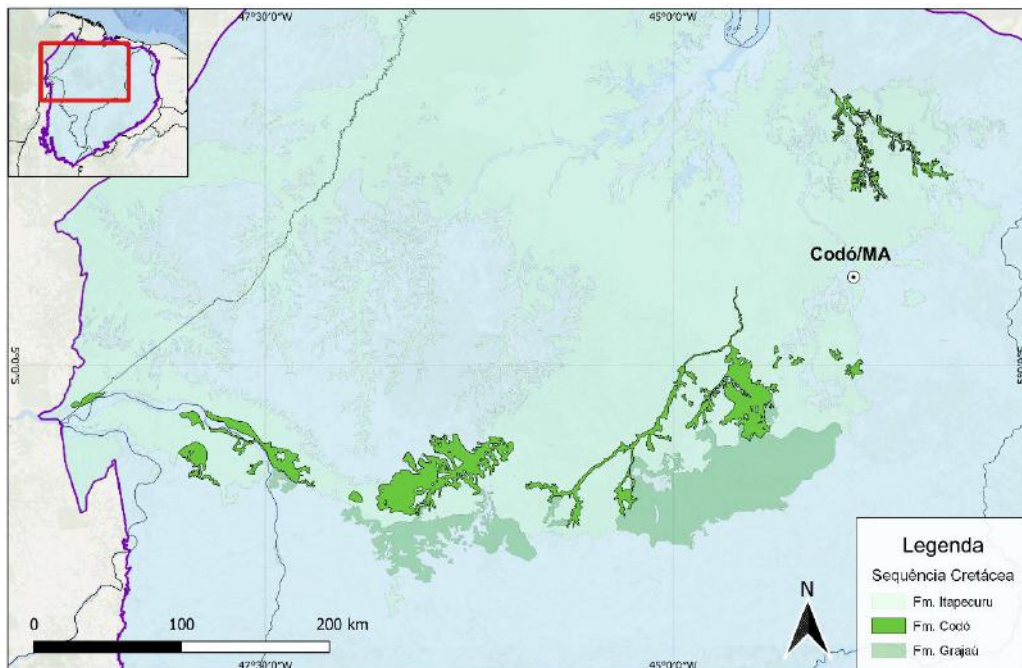 47°30'0"W
45°0'0"W
Codó/MA
5°0'0"S
5°0'0"S
N
0
100
200 km
47°30'0"W
45°0'0"W
Legenda
Sequência Cretácea
Fm. Itapecuru
Fm. Codó
Fm. Grajaú